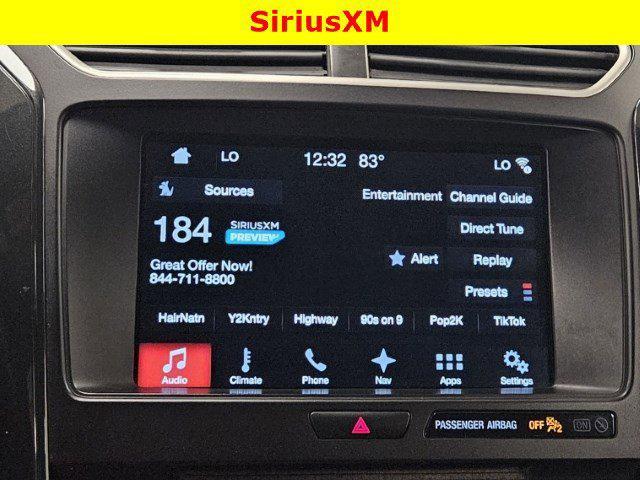 SiriusXM
LO 12:32 83° LO
Sources Entertainment Channel Guide
184 SIRIUSXM PREVIEW Direct Tune
Alert Replay
Great Offer Now!
844-711-8800
Presets
HairNatn Y2Kntry Highway 90s on 9 Pop2K TikTok
Audio Climate Phone Nav Apps Settings
PASSENGER AIRBAG OFF 2 ON